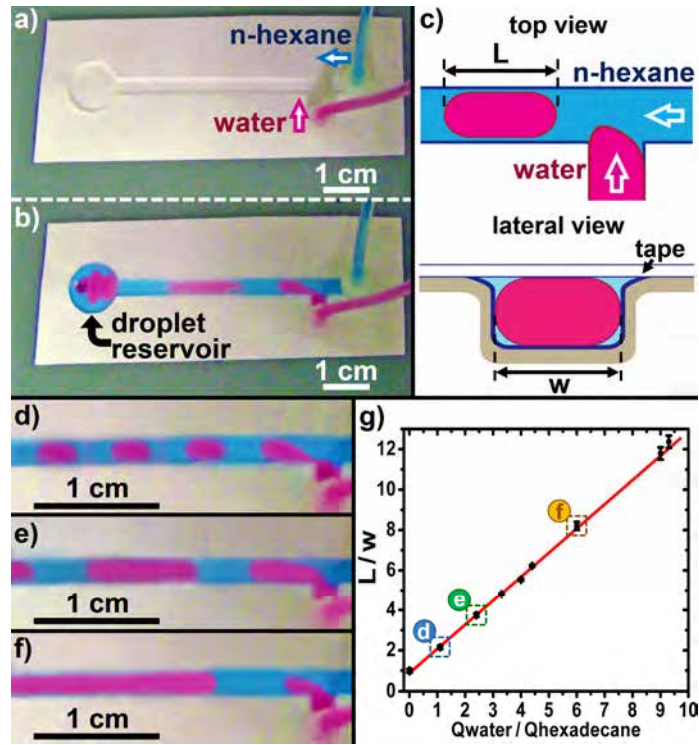 a)
n-hexane
water
1 cm
b)
droplet
reservoir
1 cm
c)
top view
L
n-hexane
water
lateral view
tape
w
d)
1 cm
e)
1 cm
f)
1 cm
g)
L / w
12
10
8
6
4
2
0
f
e
d
0 1 2 3 4 5 6 7 8 9 10
Qwater / Qhexadecane